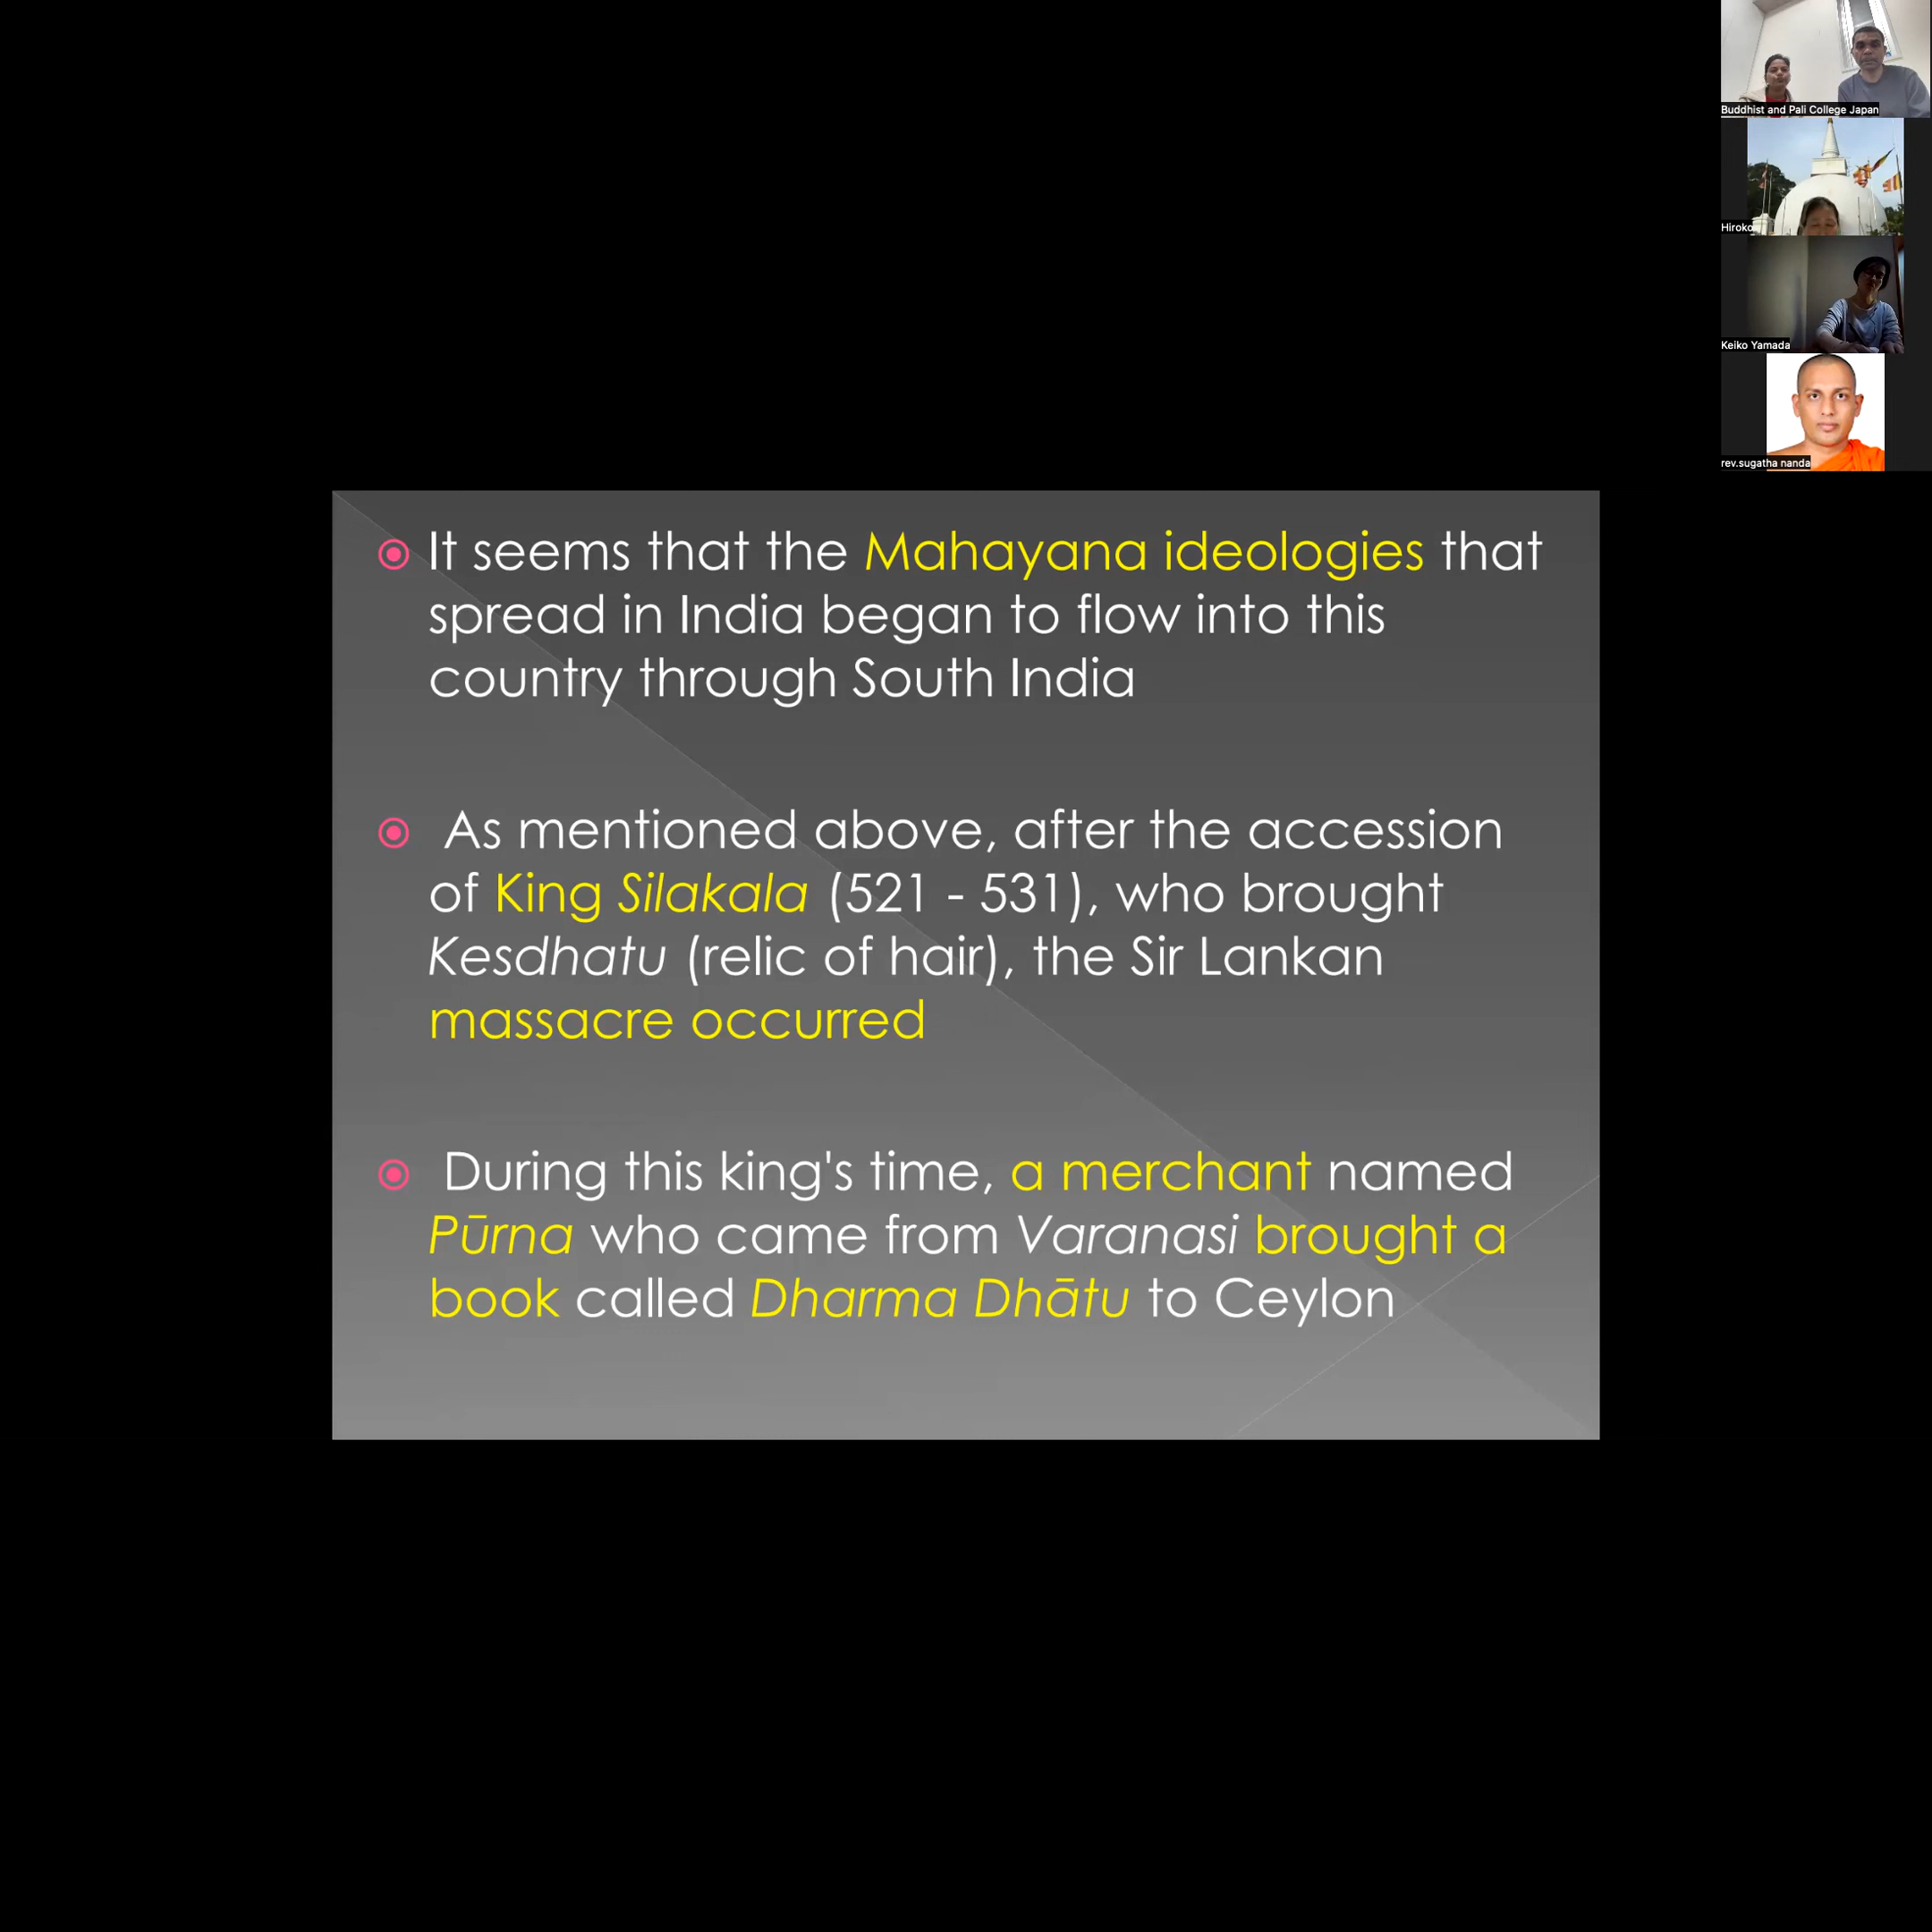 Buddhist and Pali College Japan
Hiroko
Keiko Yamada
rev.sugatha nanda
It seems that the Mahayana ideologies that
spread in India began to flow into this
country through South India
As mentioned above, after the accession
of King Silakala (521 - 531), who brought
Kesdhatu (relic of hair), the Sir Lankan
massacre occurred
During this king's time, a merchant named
Pūrna who came from Varanasi brought a
book called Dharma Dhātu to Ceylon